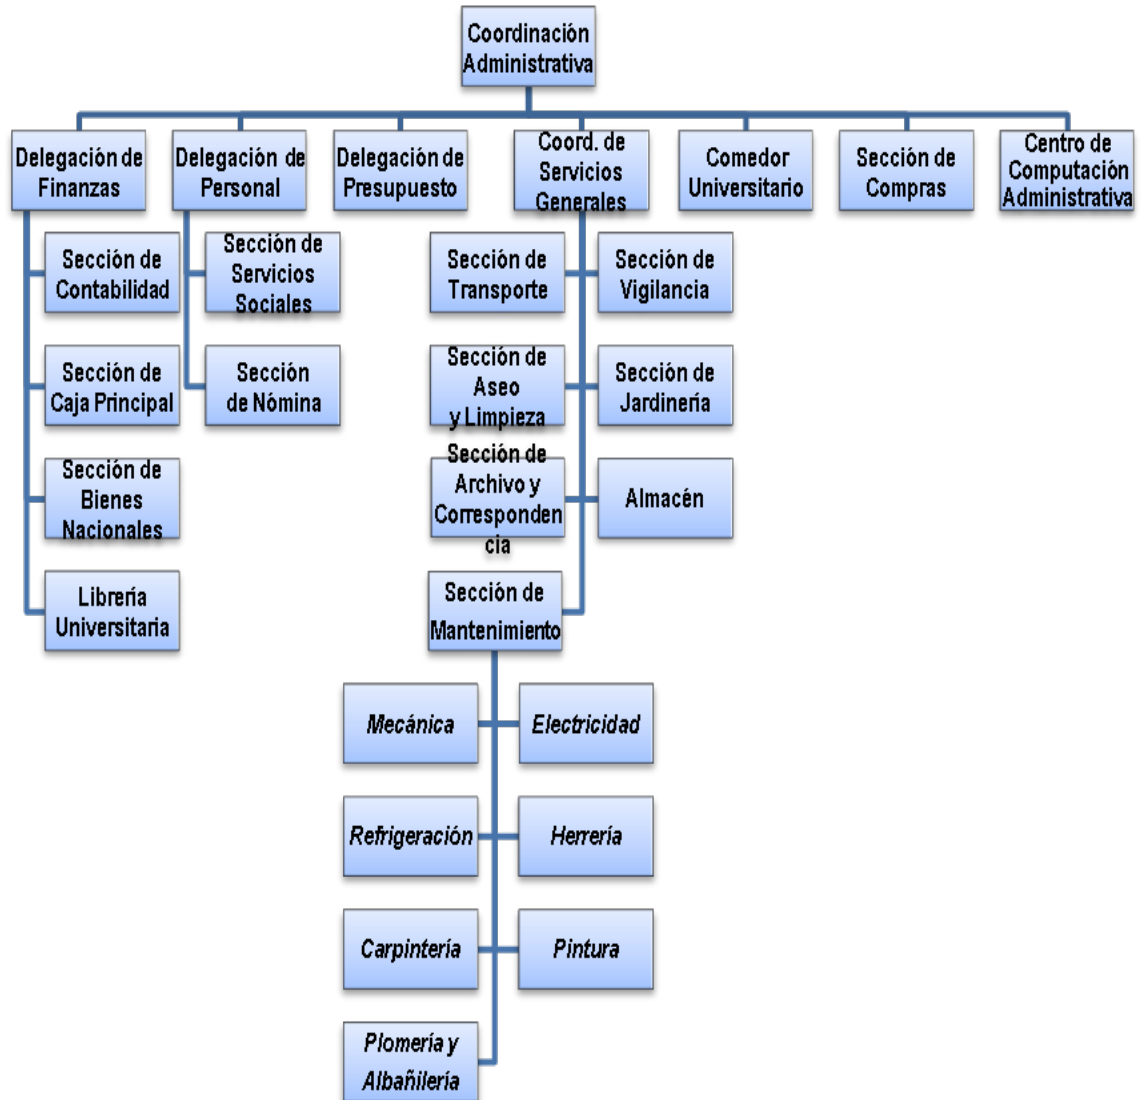 Coordinación
Administrativa
Delegación de
Finanzas
Delegación de
Personal
Delegación de
Presupuesto
Coord. de
Servicios
Generales
Comedor
Universitario
Sección de
Compras
Centro de
Computación
Administrativa
Sección de
Contabilidad
Sección de
Servicios
Sociales
Sección de
Transporte
Sección de
Vigilancia
Sección de
Caja Principal
Sección
de Nómina
Sección de
Aseo
y Limpieza
Sección de
Jardinería
Sección de
Bienes
Nacionales
Sección de
Archivo y
Corresponden
cia
Almacén
Librería
Universitaria
Sección de
Mantenimiento
Mecánica
Electricidad
Refrigeración
Herrería
Carpintería
Pintura
Plomería y
Albañilería